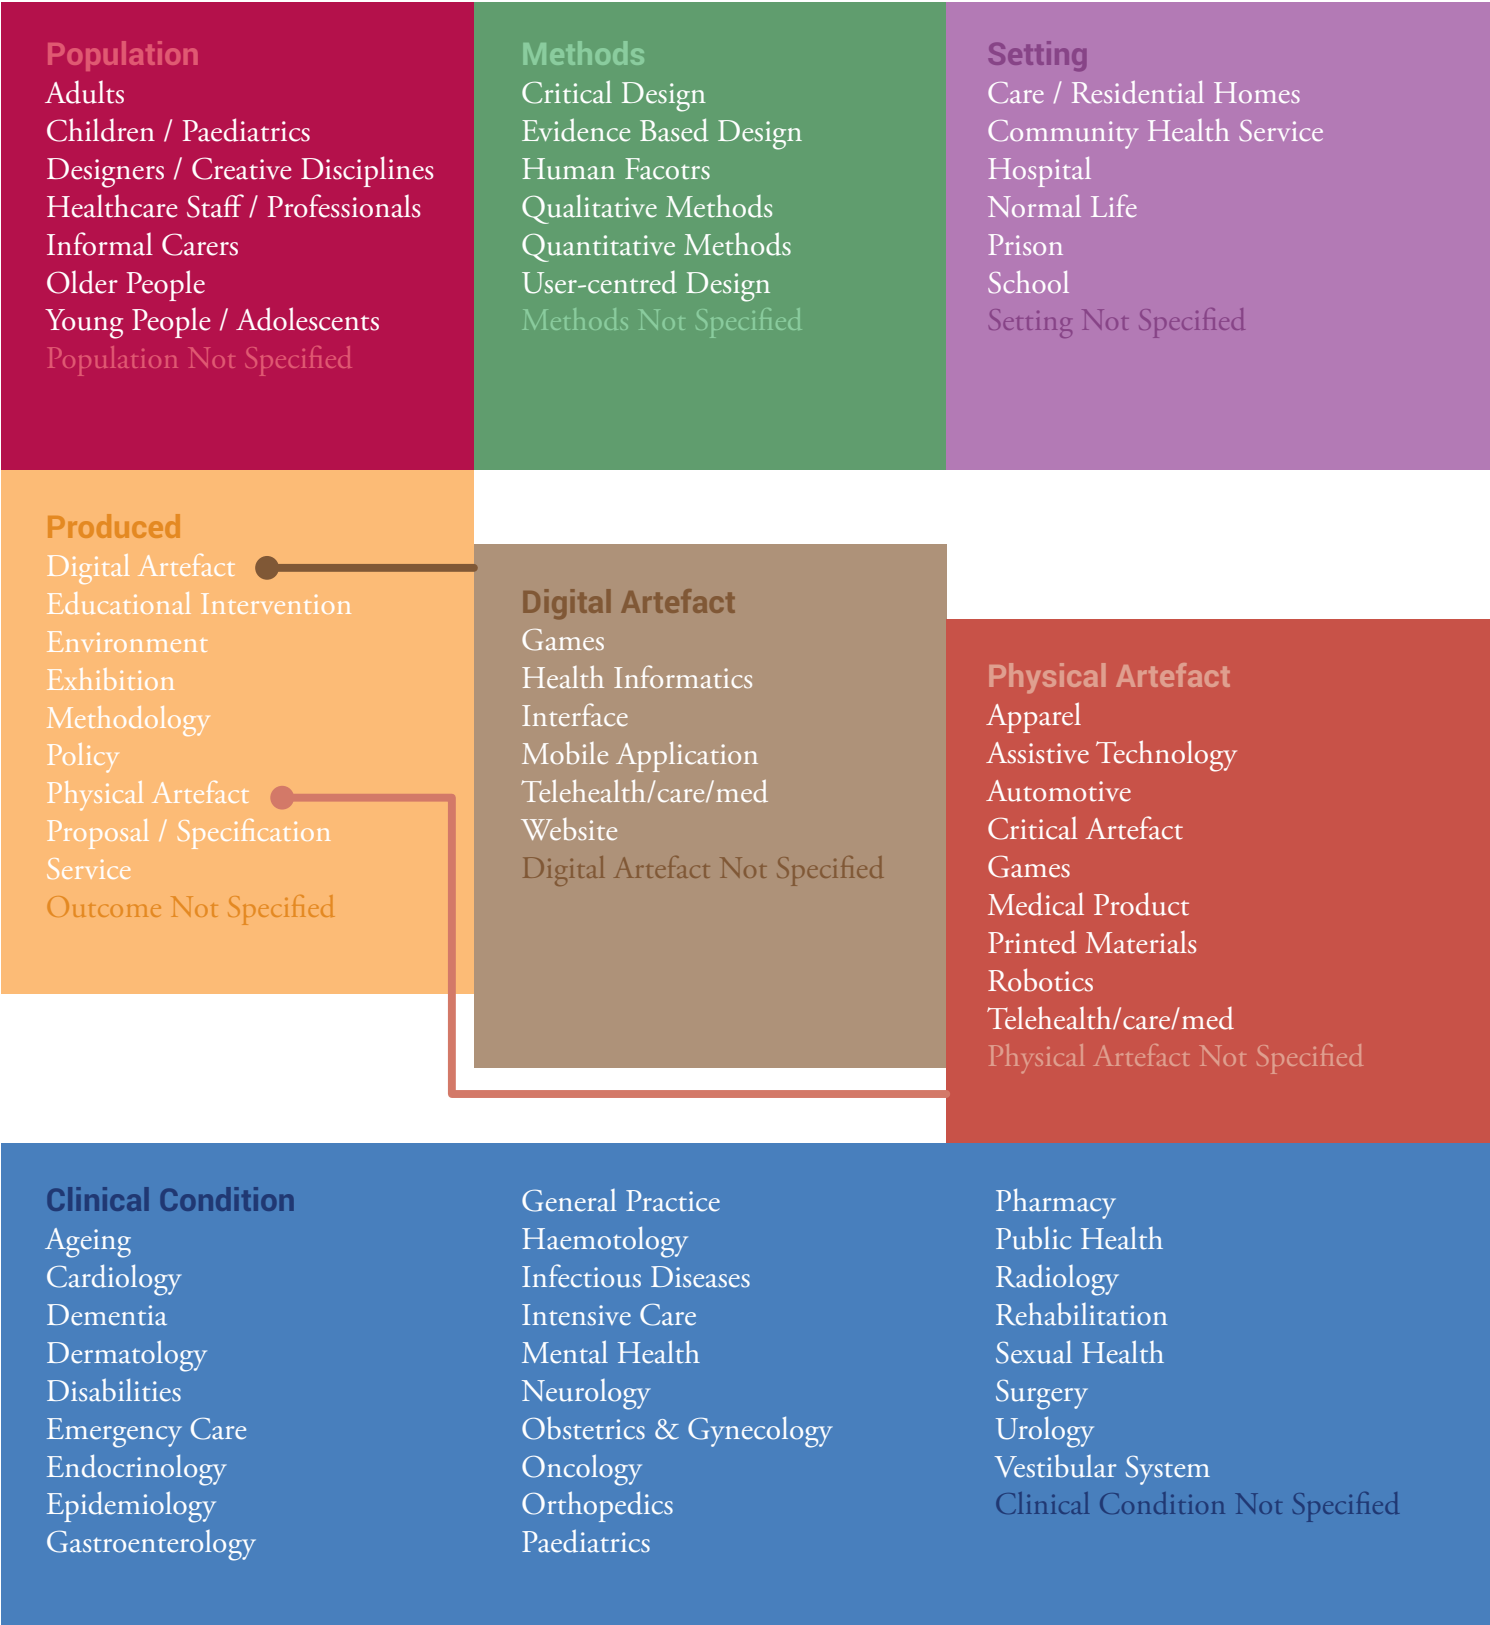 Population
Adults
Children / Paediatrics
Designers / Creative Disciplines
Healthcare Staff / Professionals
Informal Carers
Older People
Young People / Adolescents
Population Not Specified
Methods
Critical Design
Evidence Based Design
Human Facotrs
Qualitative Methods
Quantitative Methods
User-centred Design
Methods Not Specified
Setting
Care / Residential Homes
Community Health Service
Hospital
Normal Life
Prison
School
Setting Not Specified
Produced
Digital Artefact
Educational Intervention
Environment
Exhibition
Methodology
Policy
Physical Artefact
Proposal / Specification
Service
Outcome Not Specified
Digital Artefact
Games
Health Informatics
Interface
Mobile Application
Telehealth/care/med
Website
Digital Artefact Not Specified
Physical Artefact
Apparel
Assistive Technology
Automotive
Critical Artefact
Games
Medical Product
Printed Materials
Robotics
Telehealth/care/med
Physical Artefact Not Specified
Clinical Condition
Ageing
Cardiology
Dementia
Dermatology
Disabilities
Emergency Care
Endocrinology
Epidemiology
Gastroenterology
General Practice
Haemotology
Infectious Diseases
Intensive Care
Mental Health
Neurology
Obstetrics & Gynecology
Oncology
Orthopedics
Paediatrics
Pharmacy
Public Health
Radiology
Rehabilitation
Sexual Health
Surgery
Urology
Vestibular System
Clinical Condition Not Specified